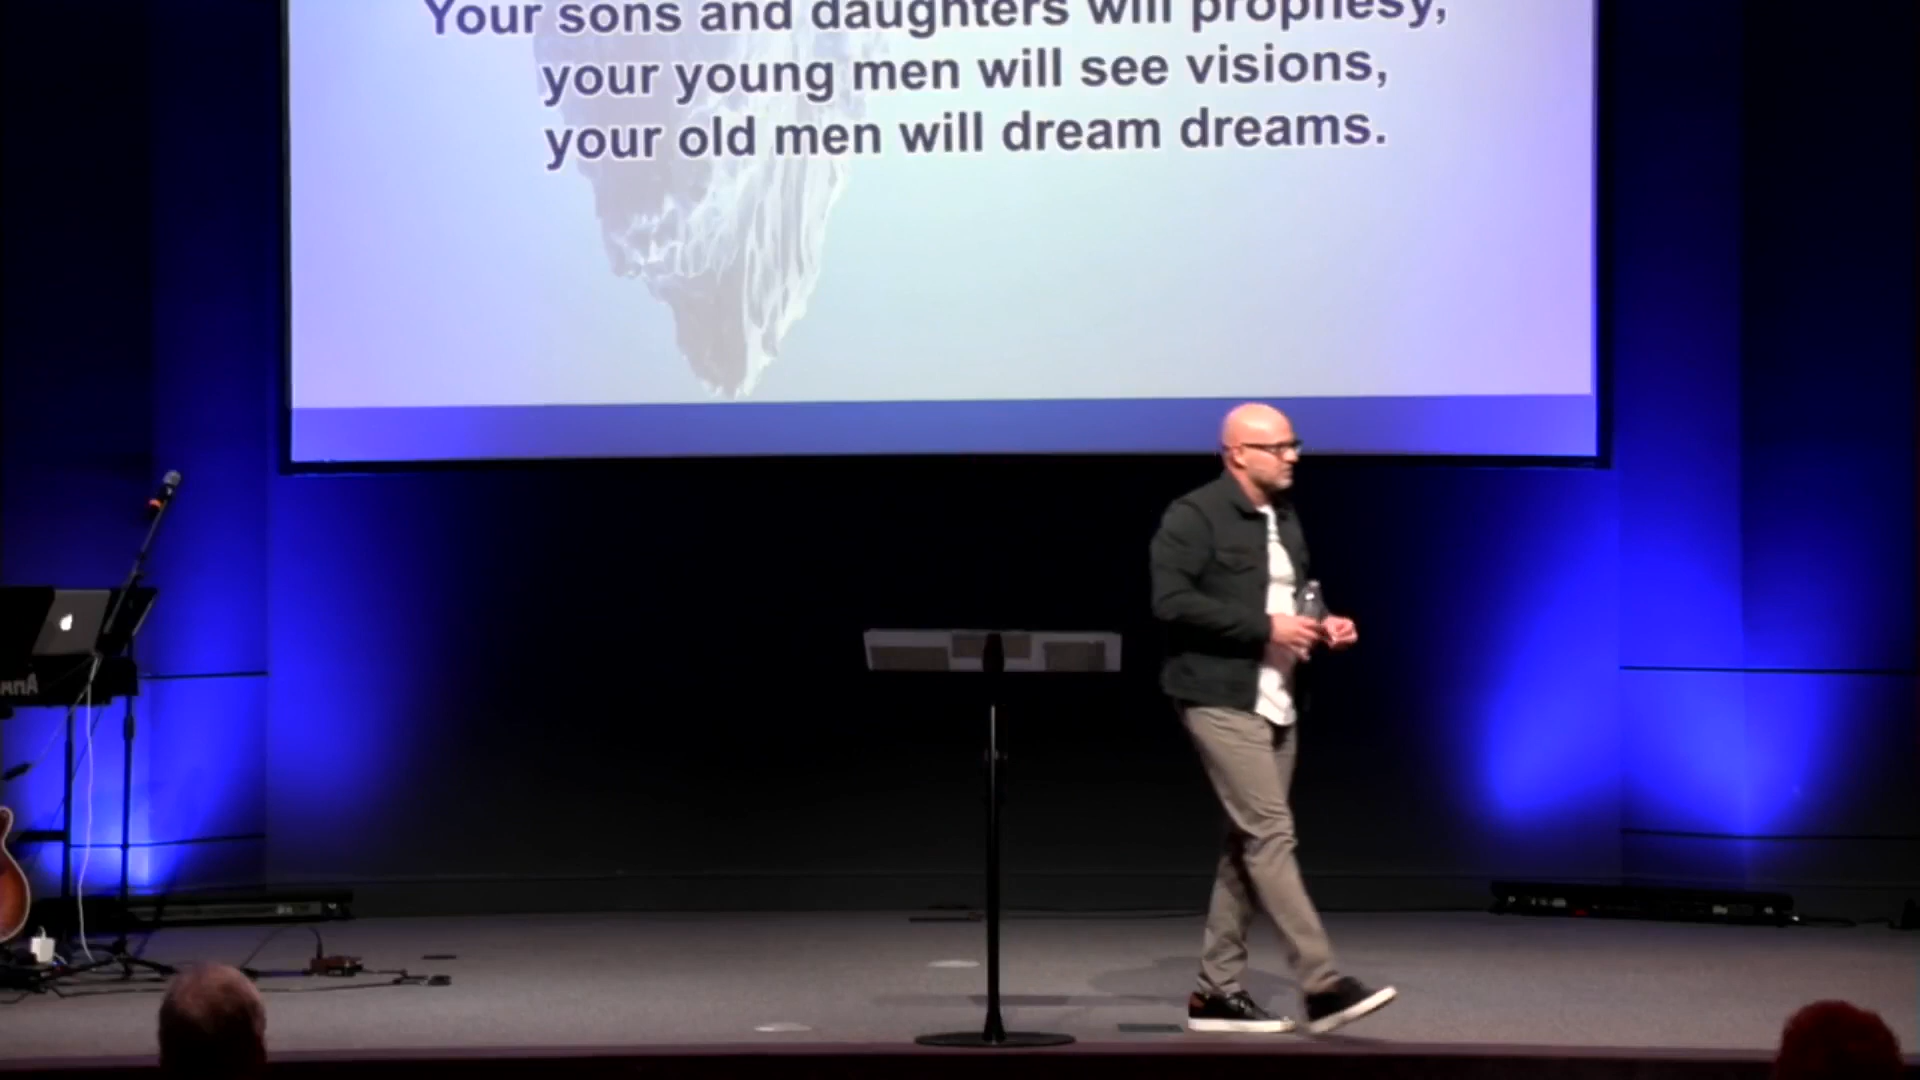 Your sons and daughters will prophesy,
your young men will see visions,
your old men will dream dreams.